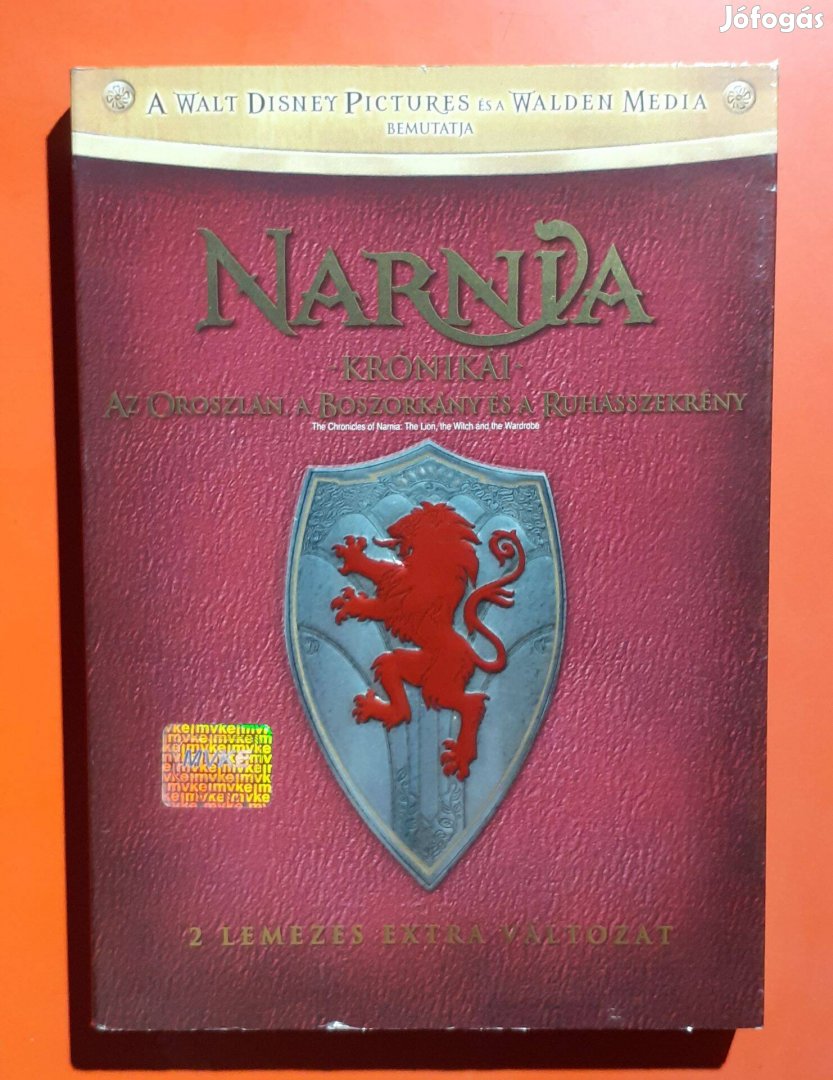 Jófogás
A WALT DISNEY PICTURES ÉS A WALDEN MEDIA
BEMUTATJA
NARNIA
-KRÓNIKÁI-
AZ OROSZLÁN, A BOSZORKÁNY ÉS A RUHÁSSZEKRÉNY
The Chronicles of Narnia: The Lion, the Witch and the Wardrobe
MVKE
2 LEMEZES EXTRA VÁLTOZAT